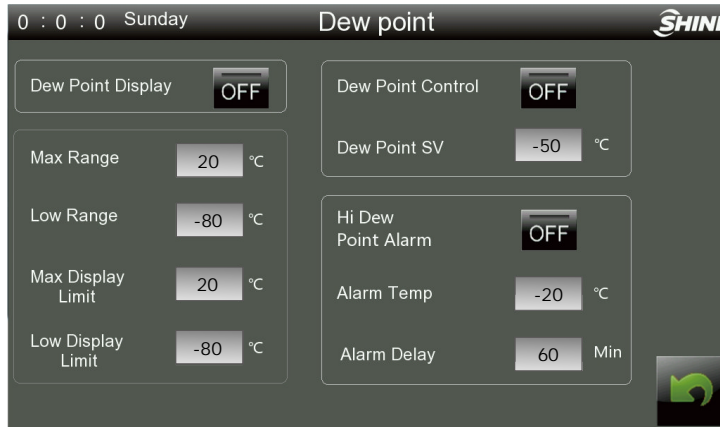 0 : 0 : 0 Sunday
Dew point
SHINI
Dew Point Display OFF
Max Range 20 ℃
Low Range -80 ℃
Max Display
Limit
20 ℃
Low Display
Limit
-80 ℃
Dew Point Control OFF
Dew Point SV -50 ℃
Hi Dew
Point Alarm
OFF
Alarm Temp -20 ℃
Alarm Delay 60 Min